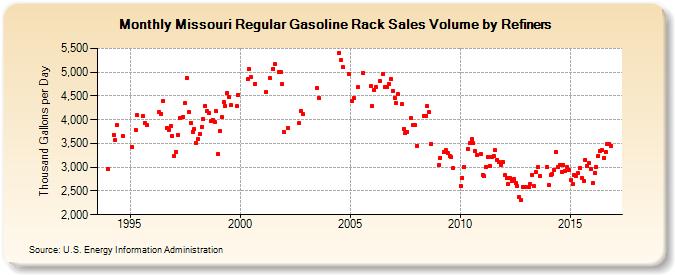 Monthly Missouri Regular Gasoline Rack Sales Volume by Refiners
Thousand Gallons per Day
5,500
5,000
4,500
4,000
3,500
3,000
2,500
2,000
1995 2000 2005 2010 2015
Source: U.S. Energy Information Administration